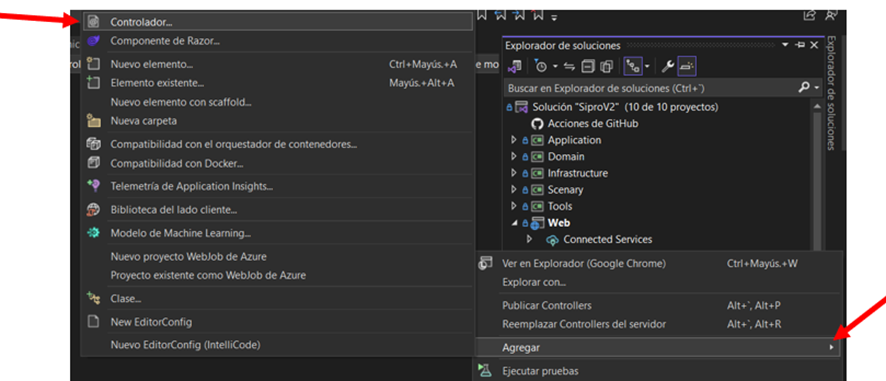 Controlador...
Componente de Razor...
Nuevo elemento... Ctrl+Mayús.+A
Elemento existente... Mayús.+Alt+A
Nuevo elemento con scaffold...
Nueva carpeta
Compatibilidad con el orquestador de contenedores...
Compatibilidad con Docker...
Telemetría de Application Insights...
Biblioteca del lado cliente...
Modelo de Machine Learning...
Nuevo proyecto WebJob de Azure
Proyecto existente como WebJob de Azure
Clase...
New EditorConfig
Nuevo EditorConfig (IntelliCode)
e mo
Explorador de soluciones
Buscar en Explorador de soluciones (Ctrl+`)
Solución "SiproV2" (10 de 10 proyectos)
Acciones de GitHub
Application
Domain
Infrastructure
Scenary
Tools
Web
Connected Services
Ver en Explorador (Google Chrome) Ctrl+Mayús.+W
Explorar con...
Publicar Controllers Alt+`, Alt+P
Reemplazar Controllers del servidor Alt+`, Alt+R
Agregar
Ejecutar pruebas
Explorador de soluciones